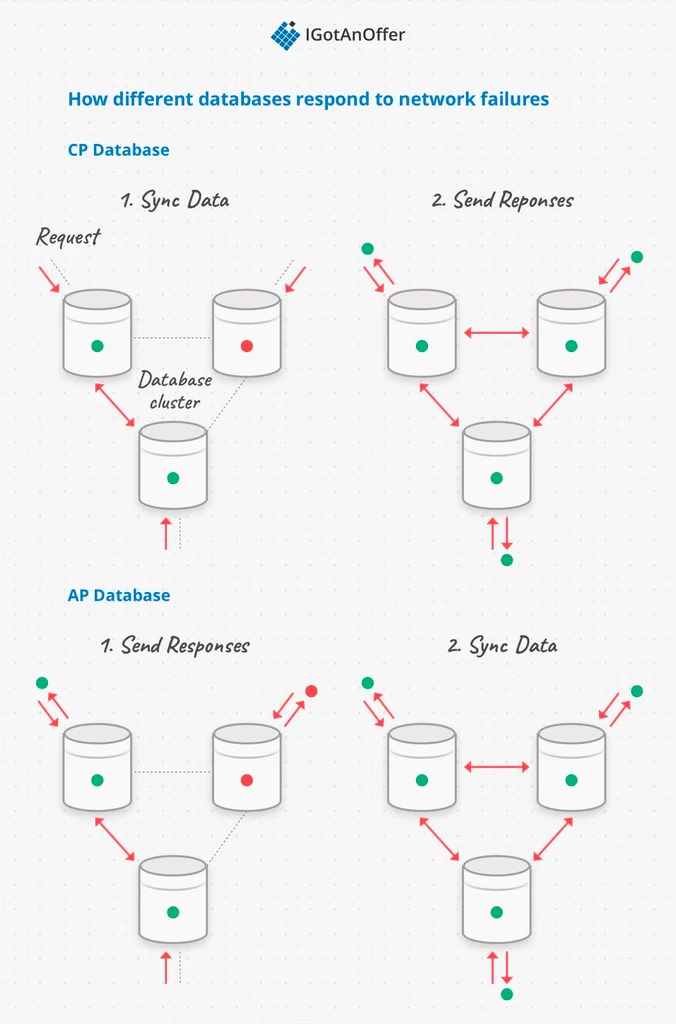 IGotAnOffer
How different databases respond to network failures
CP Database
1. Sync Data
2. Send Reponses
Request
Database
cluster
AP Database
1. Send Responses
2. Sync Data